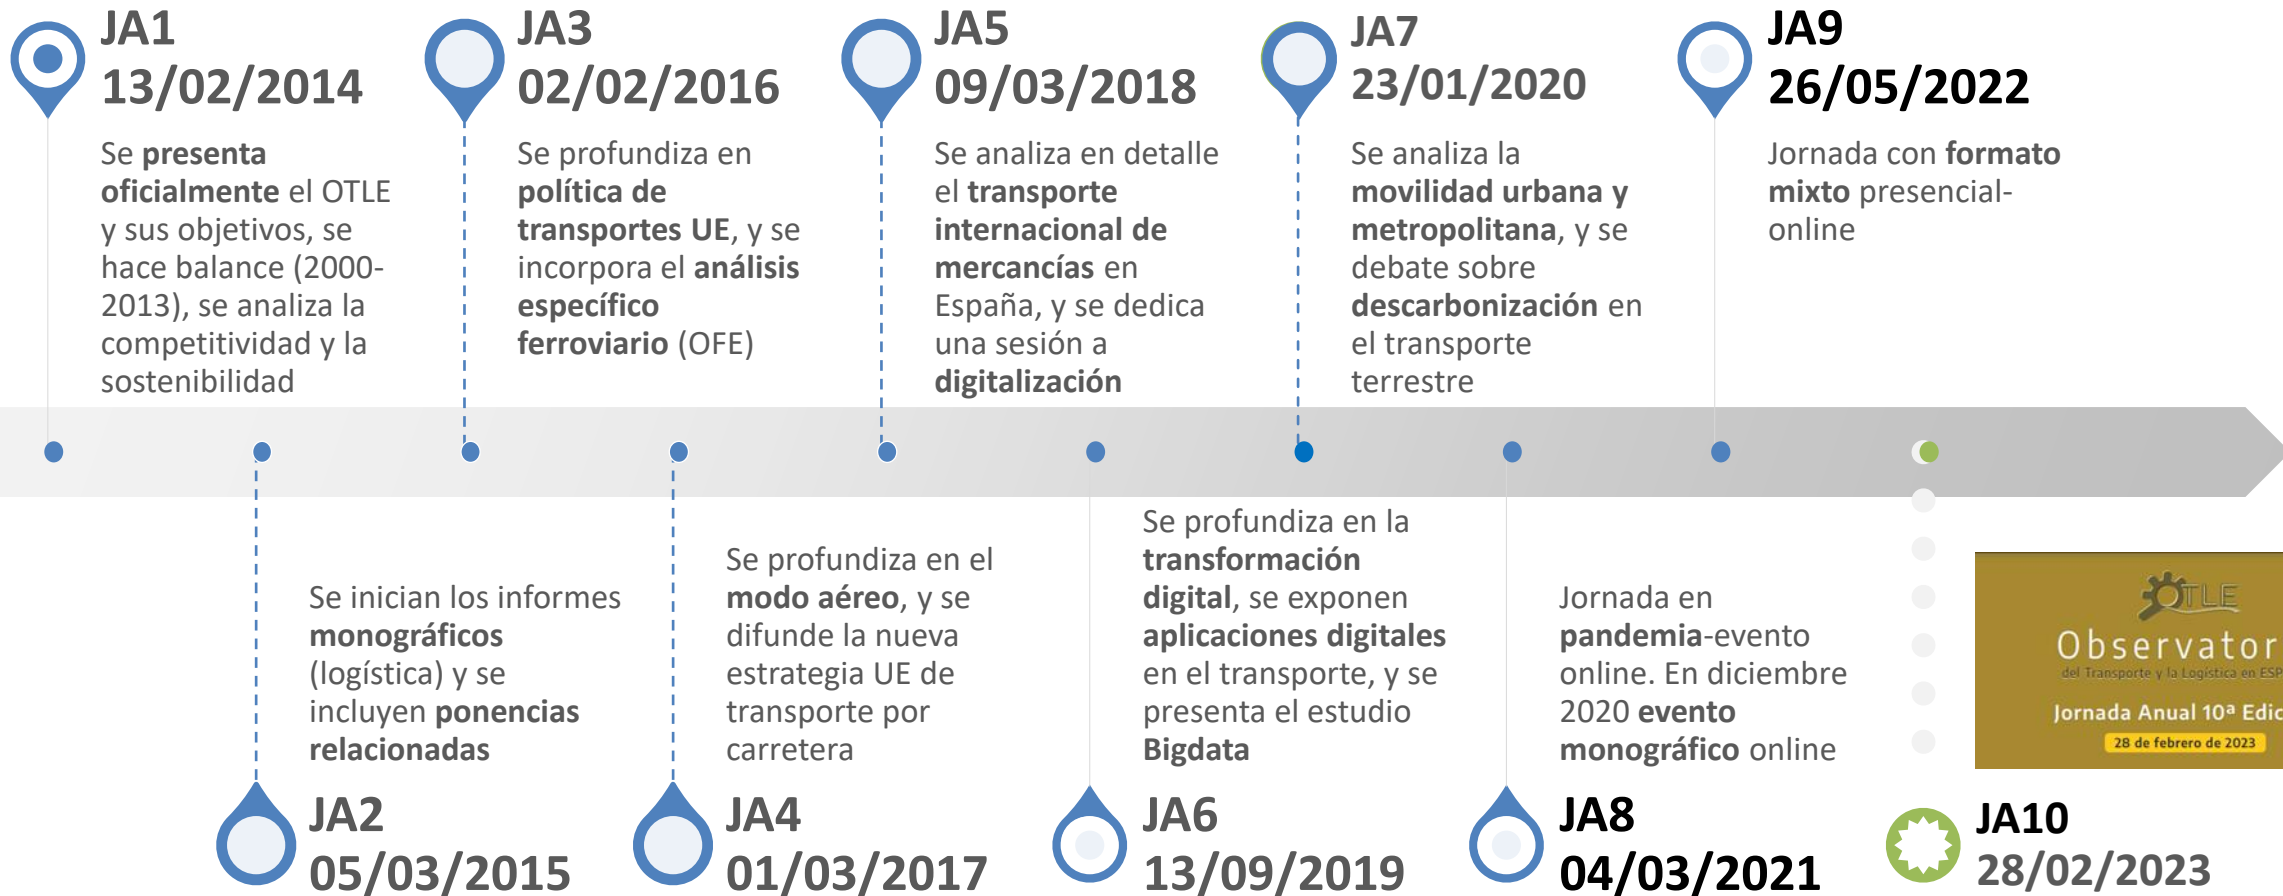 JA1
13/02/2014
Se presenta
oficialmente el OTLE
y sus objetivos, se
hace balance (2000-
2013), se analiza la
competitividad y la
sostenibilidad
JA3
02/02/2016
Se profundiza en
política de
transportes UE, y se
incorpora el análisis
específico
ferroviario (OFE)
JA5
09/03/2018
Se analiza en detalle
el transporte
internacional de
mercancías en
España, y se dedica
una sesión a
digitalización
JA7
23/01/2020
Se analiza la
movilidad urbana y
metropolitana, y se
debate sobre
descarbonización en
el transporte
terrestre
JA9
26/05/2022
Jornada con formato
mixto presencial-
online
Se inician los informes
monográficos
(logística) y se
incluyen ponencias
relacionadas
JA2
05/03/2015
Se profundiza en el
modo aéreo, y se
difunde la nueva
estrategia UE de
transporte por
carretera
JA4
01/03/2017
Se profundiza en la
transformación
digital, se exponen
aplicaciones digitales
en el transporte, y se
presenta el estudio
Bigdata
JA6
13/09/2019
Jornada en
pandemia-evento
online. En diciembre
2020 evento
monográfico online
JA8
04/03/2021
OTLE
Observator
del Transporte y la Logística en ESP
Jornada Anual 10ª Edic
28 de febrero de 2023
JA10
28/02/2023